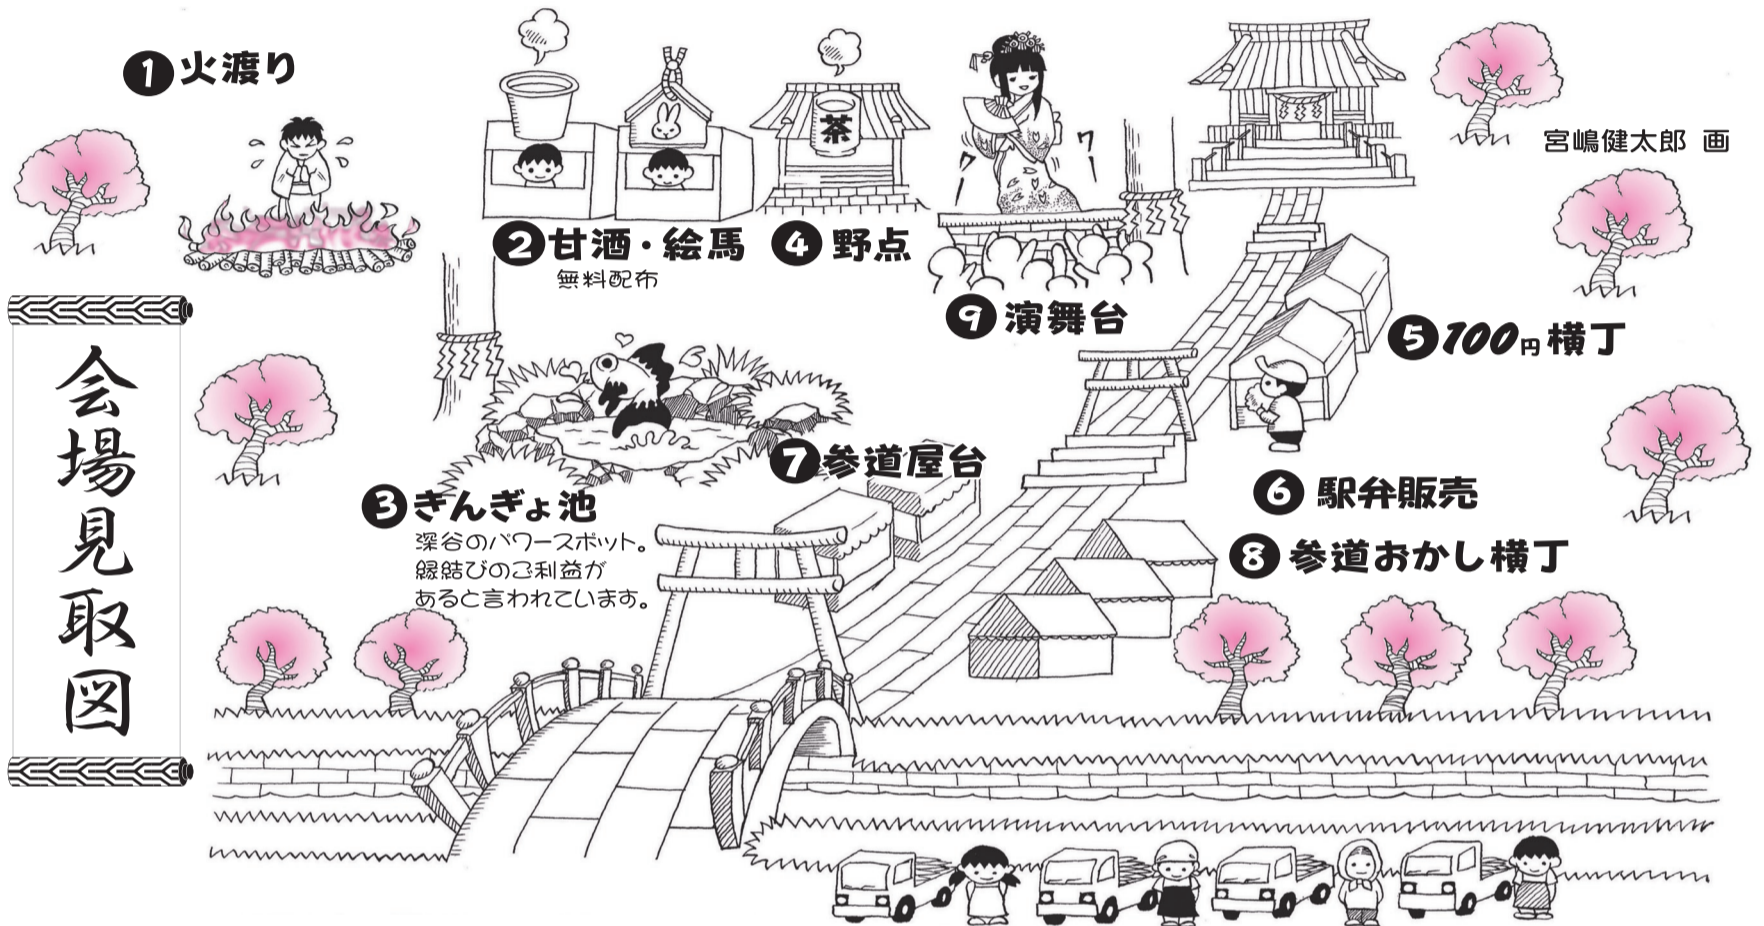 会場見取図
❶火渡り
❷甘酒・絵馬
無料配布
❹野点
茶
ワー
ワー
❾演舞台
宮嶋健太郎 画
❺100円横丁
❸きんぎょ池
深谷のパワースポット。
縁結びのご利益が
あると言われています。
❼参道屋台
❻駅弁販売
❽参道おかし横丁